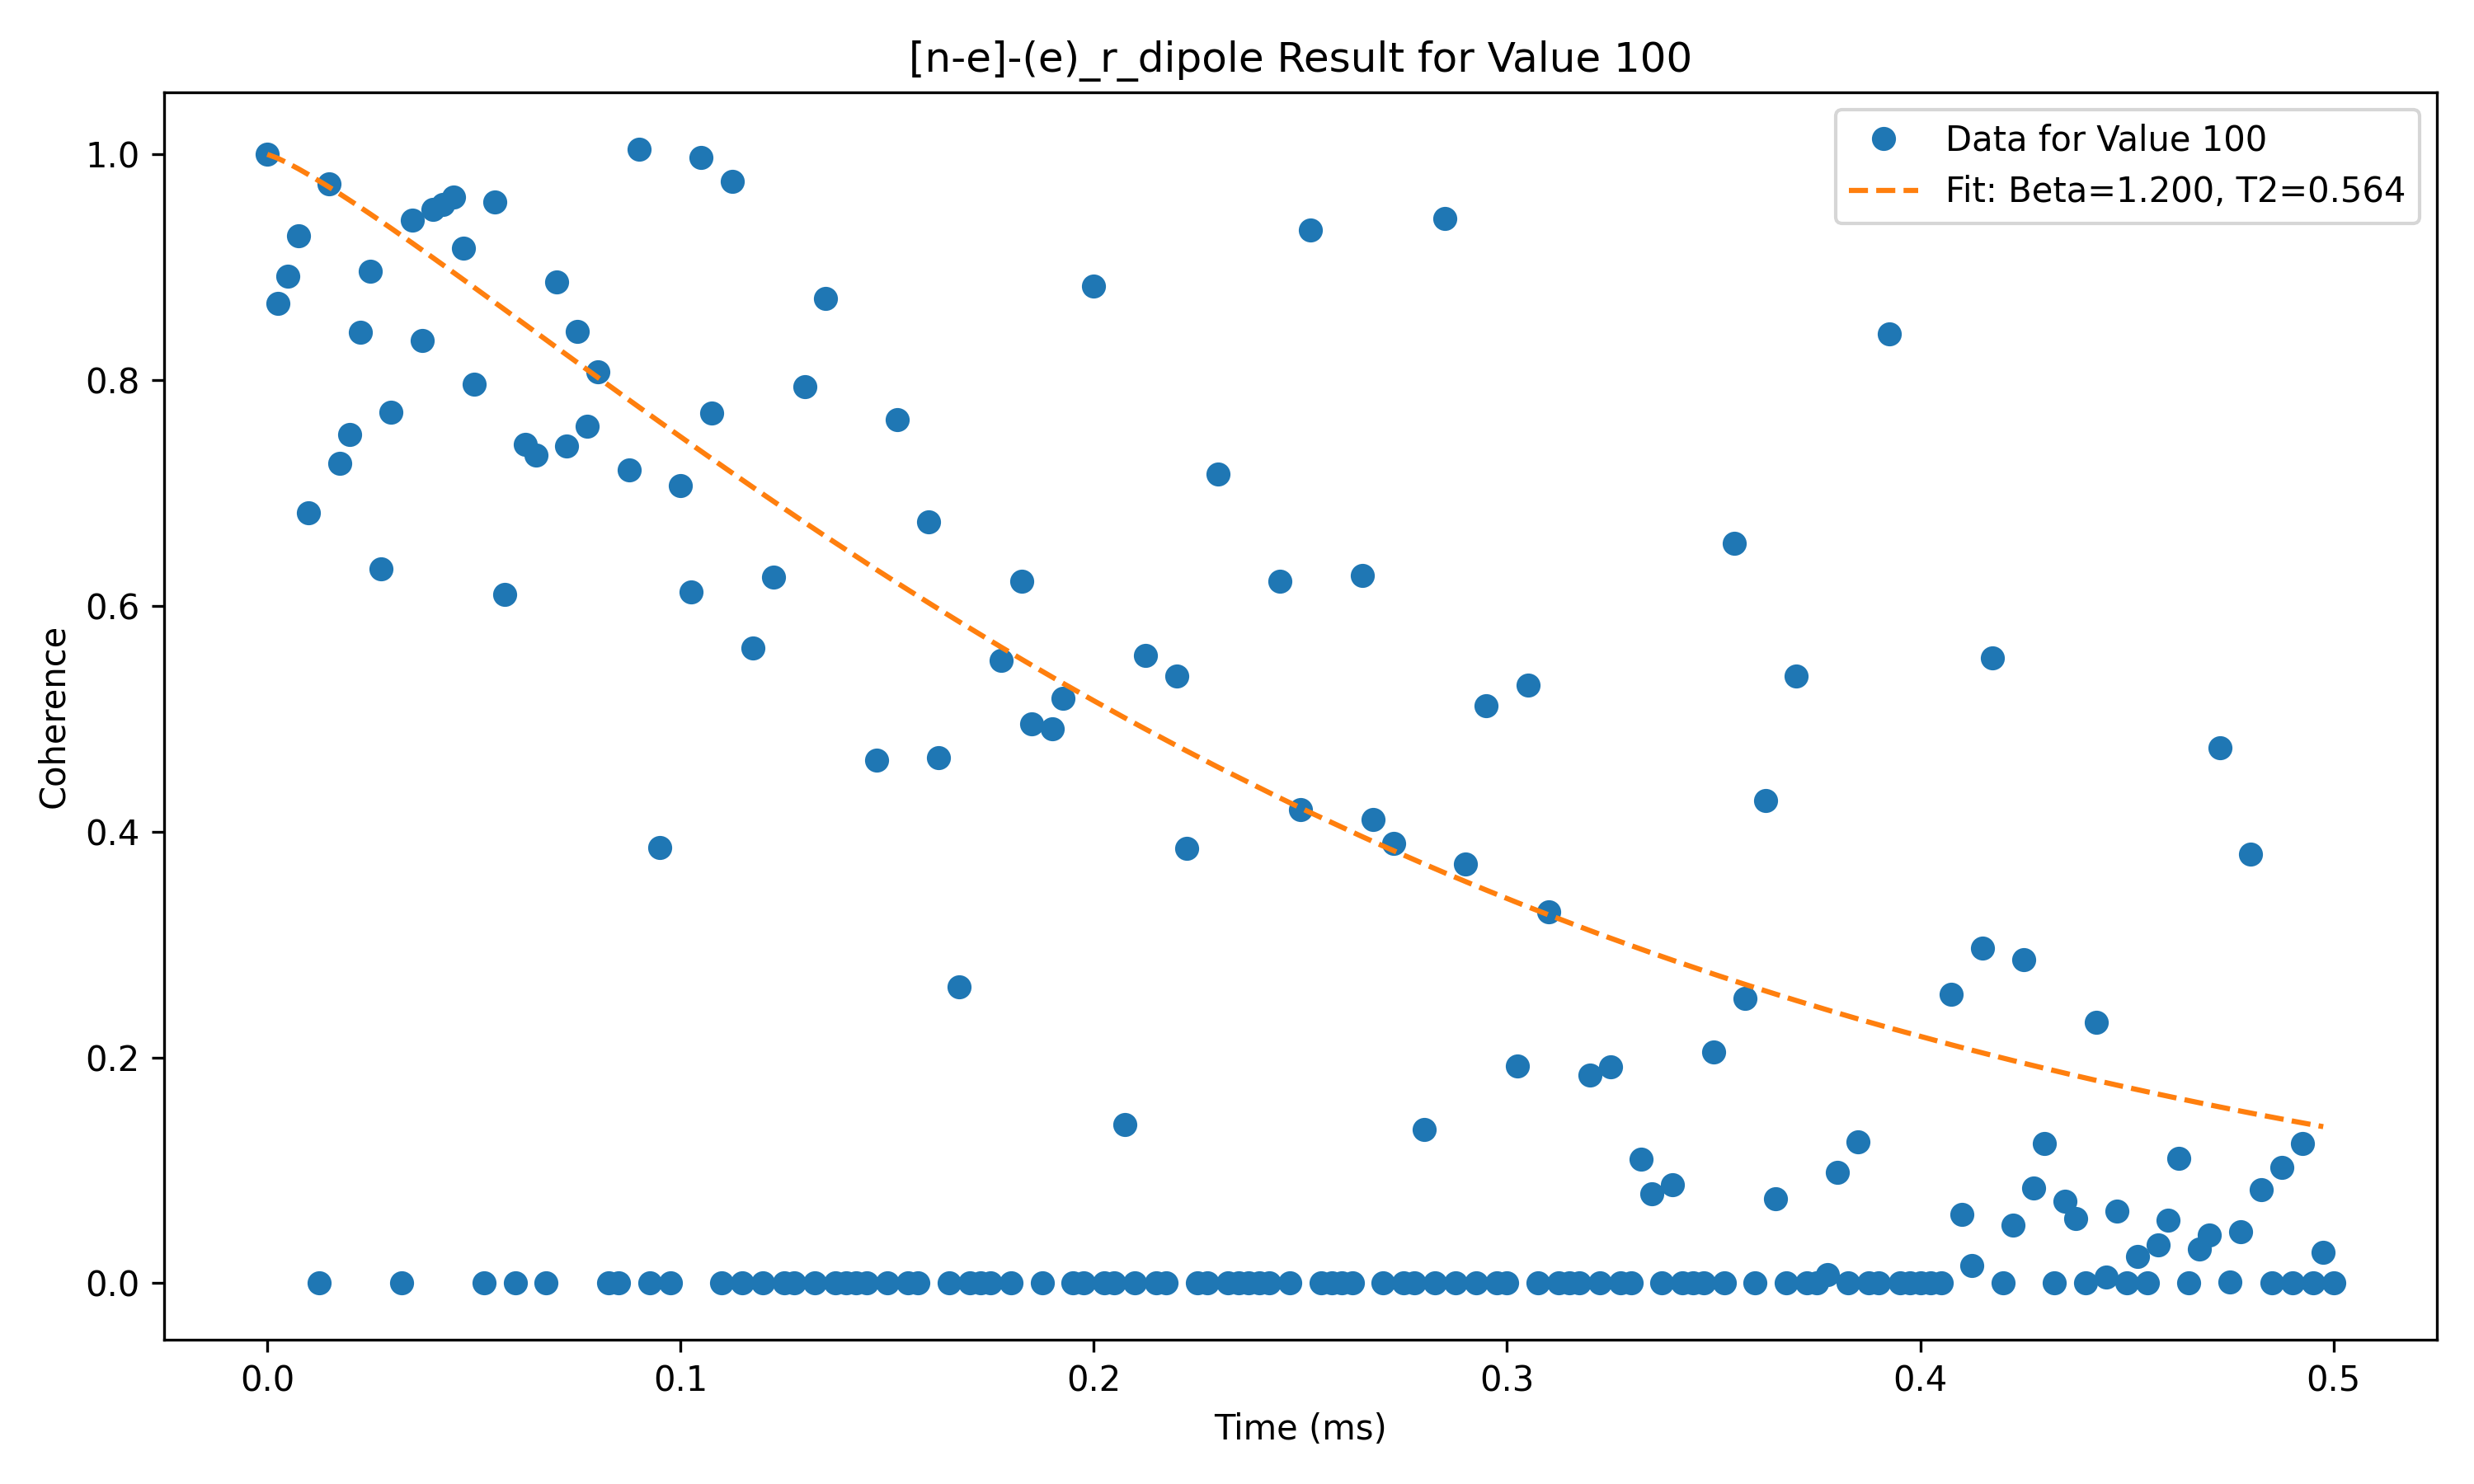 [n-e]-(e)_r_dipole Result for Value 100
Data for Value 100
Fit: Beta=1.200, T2=0.564
Coherence
1.0
0.8
0.6
0.4
0.2
0.0
0.0 0.1 0.2 0.3 0.4 0.5
Time (ms)